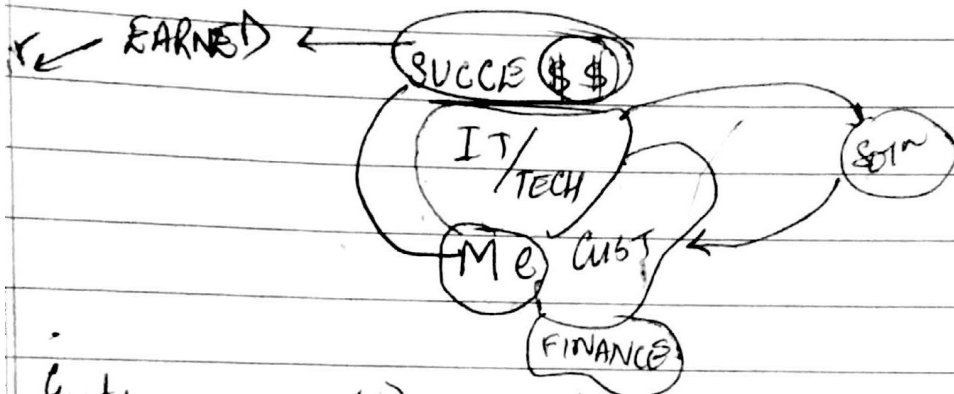 EARNED
SUCCE $ $
IT/
TECH
Me CUST
FINANCE